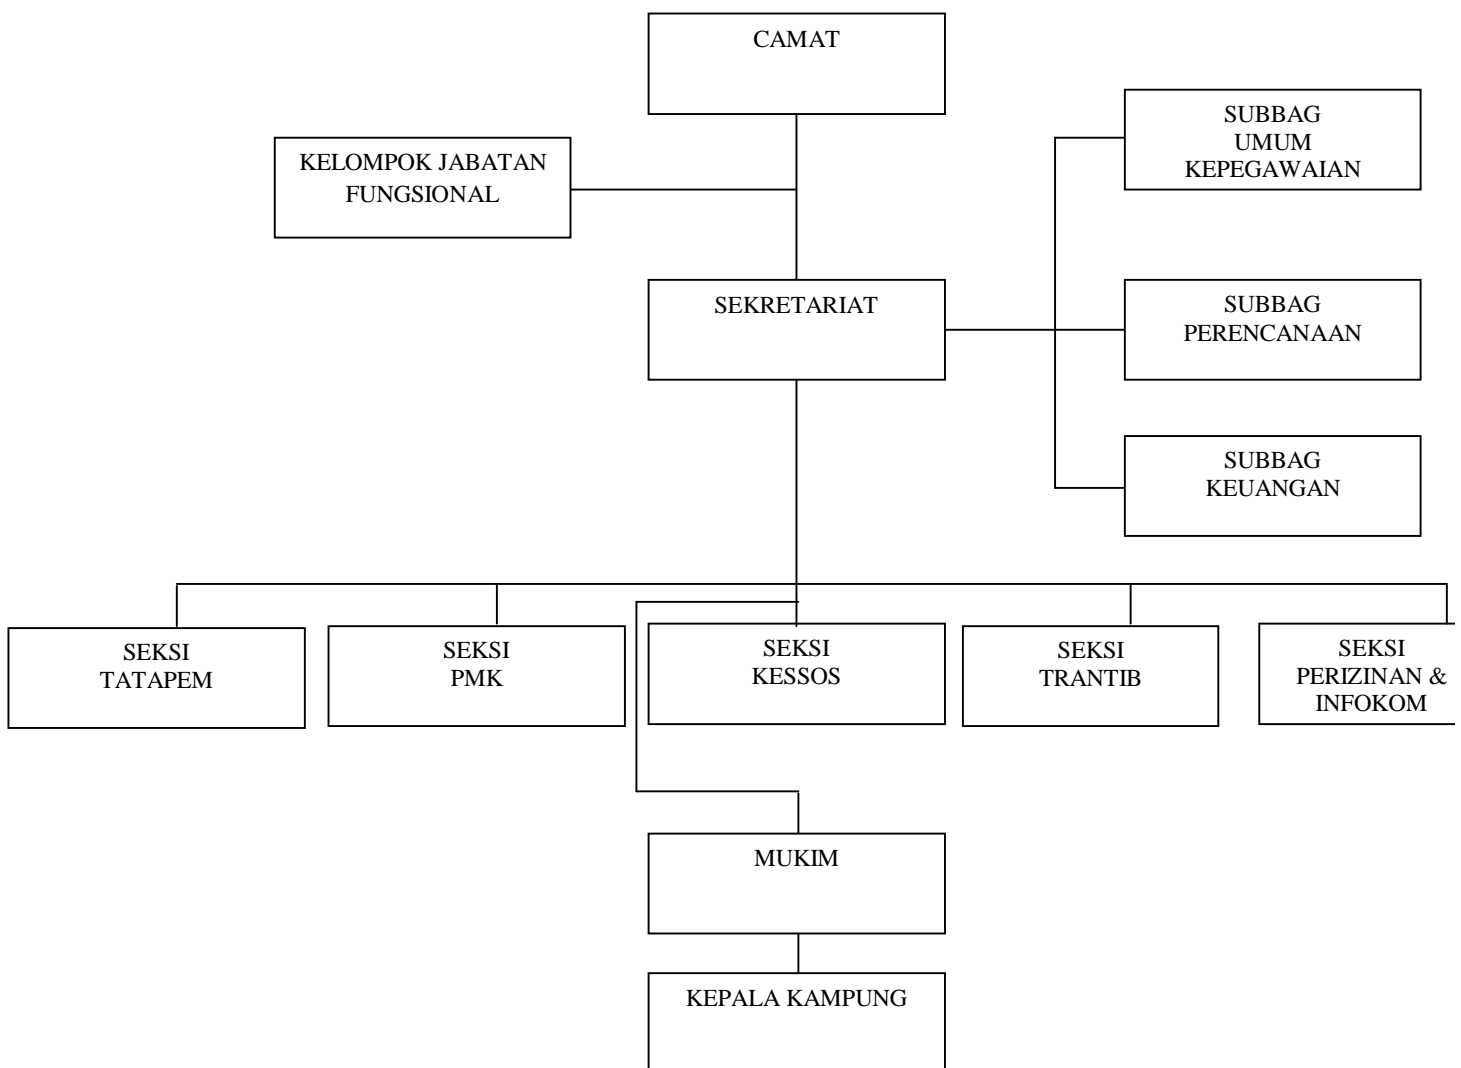 CAMAT
KELOMPOK JABATAN
FUNGSIONAL
SUBBAG
UMUM
KEPEGAWAIAN
SEKRETARIAT
SUBBAG
PERENCANAAN
SUBBAG
KEUANGAN
SEKSI
TATAPEM
SEKSI
PMK
SEKSI
KESSOS
SEKSI
TRANTIB
SEKSI
PERIZINAN &
INFOKOM
MUKIM
KEPALA KAMPUNG